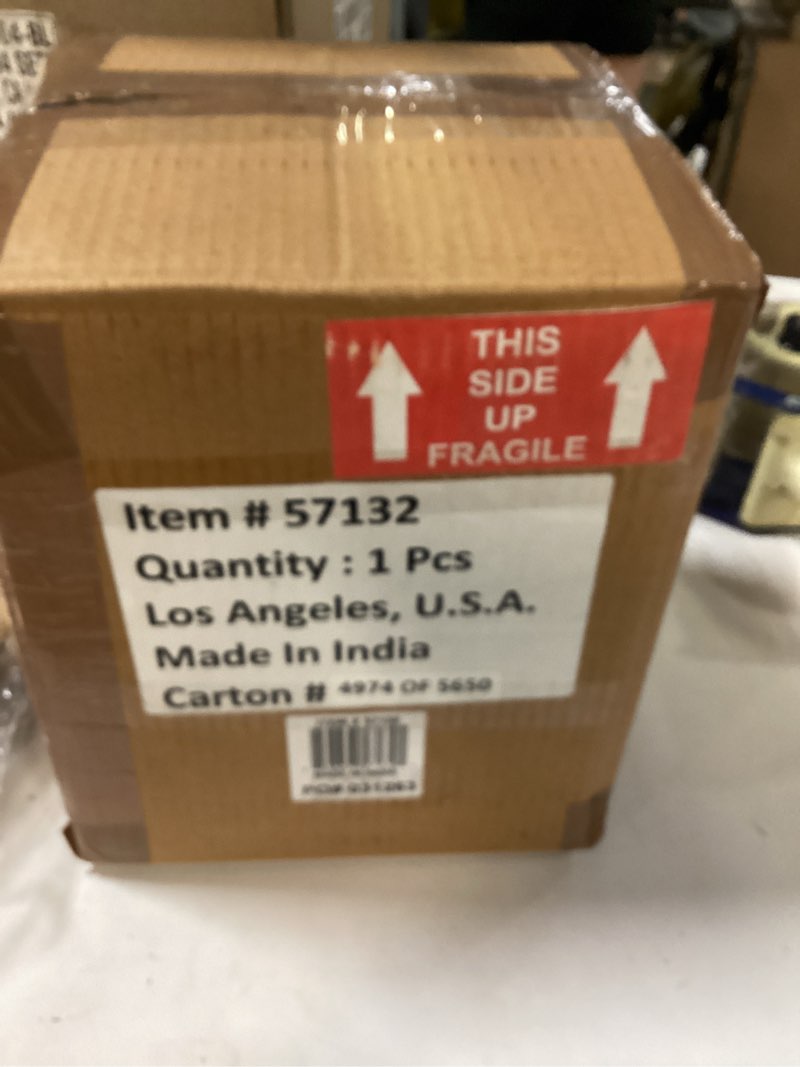 THIS
SIDE
UP
FRAGILE
Item # 57132
Quantity : 1 Pcs
Los Angeles, U.S.A.
Made In India
Carton # 4974 OF 5650